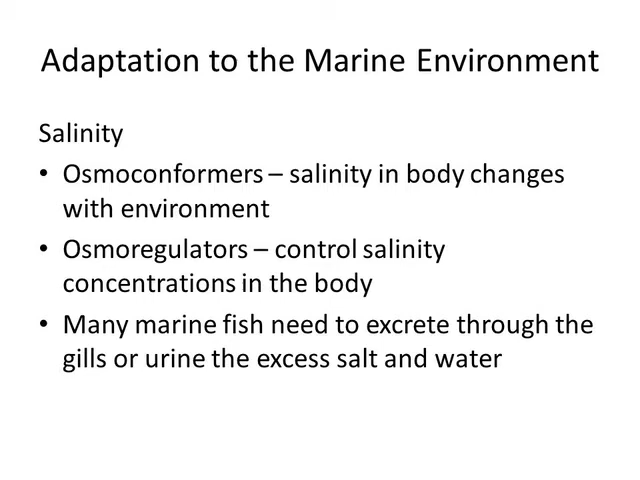 Adaptation to the Marine Environment
Salinity
• Osmoconformers – salinity in body changes
with environment
• Osmoregulators – control salinity
concentrations in the body
• Many marine fish need to excrete through the
gills or urine the excess salt and water